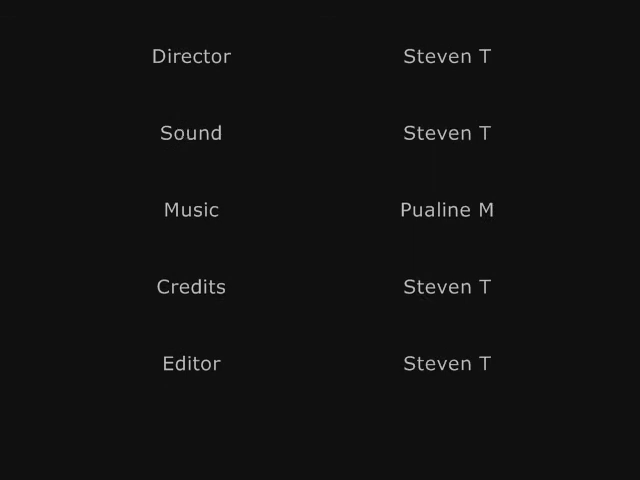 Director Steven T
Sound Steven T
Music Pualine M
Credits Steven T
Editor Steven T